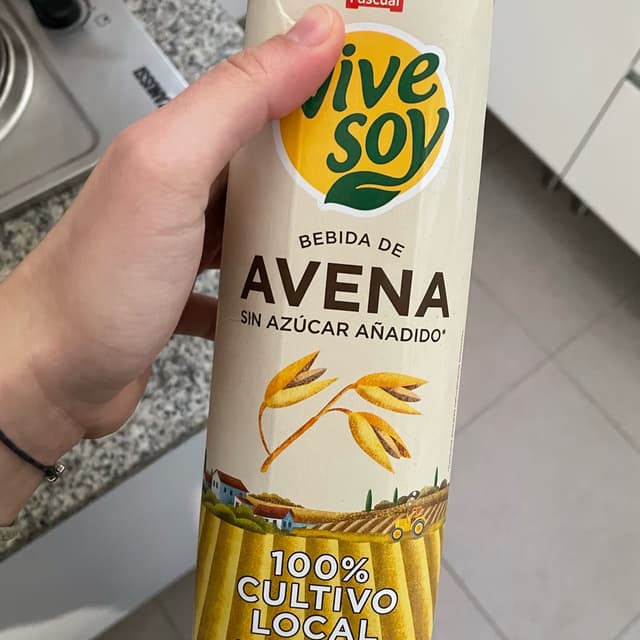 Pascual
Vive
soy
BEBIDA DE
AVENA
SIN AZÚCAR AÑADIDO*
100%
CULTIVO
LOCAL